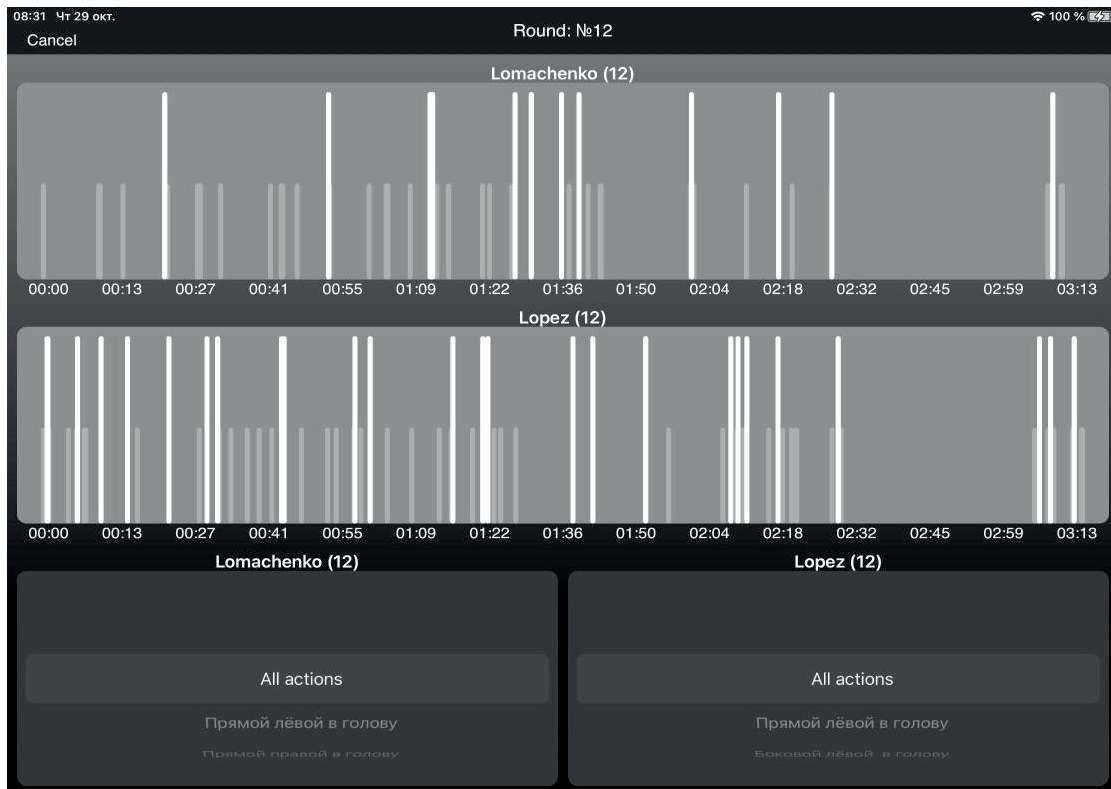 08:31 Чт 29 окт. 100 %
Cancel Round: №12
Lomachenko (12)
00:00 00:13 00:27 00:41 00:55 01:09 01:22 01:36 01:50 02:04 02:18 02:32 02:45 02:59 03:13
Lopez (12)
00:00 00:13 00:27 00:41 00:55 01:09 01:22 01:36 01:50 02:04 02:18 02:32 02:45 02:59 03:13
Lomachenko (12) Lopez (12)
All actions All actions
Прямой лёвой в голову Прямой лёвой в голову
Прямой правой в голову Боковой лёвой в голову